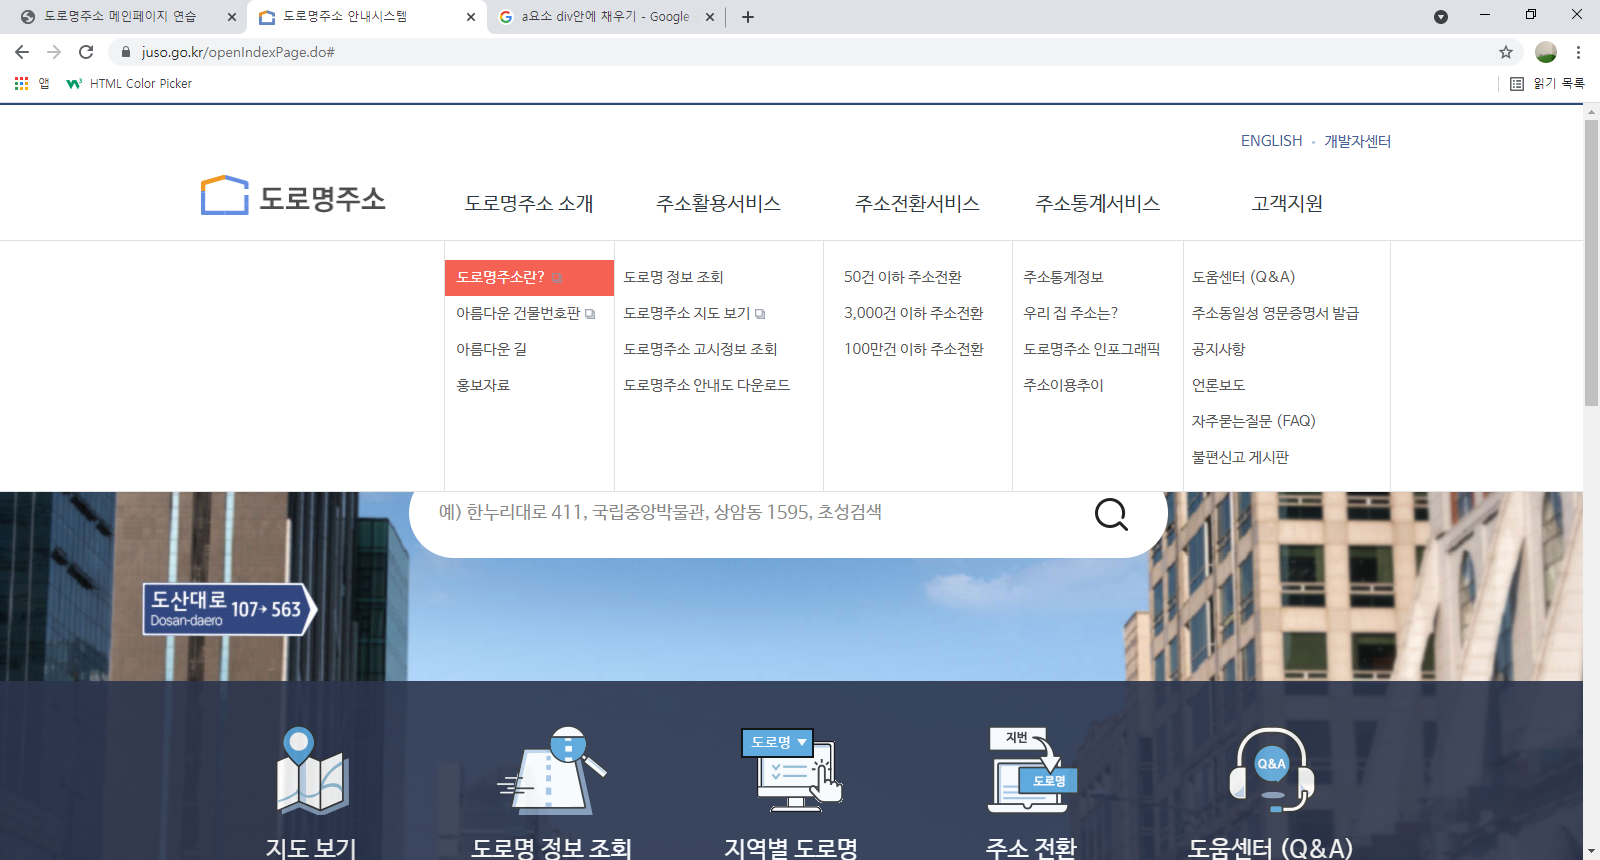 도로명주소 메인페이지 연습
도로명주소 안내시스템
a요소 div안에 채우기 - Google
juso.go.kr/openIndexPage.do#
앱
HTML Color Picker
읽기 목록
ENGLISH 개발자센터
도로명주소
도로명주소 소개
주소활용서비스
주소전환서비스
주소통계서비스
고객지원
도로명주소란?
아름다운 건물번호판
아름다운 길
홍보자료
도로명 정보 조회
도로명주소 지도 보기
도로명주소 고시정보 조회
도로명주소 안내도 다운로드
50건 이하 주소전환
3,000건 이하 주소전환
100만건 이하 주소전환
주소통계정보
우리 집 주소는?
도로명주소 인포그래픽
주소이용추이
도움센터 (Q&A)
주소동일성 영문증명서 발급
공지사항
언론보도
자주묻는질문 (FAQ)
불편신고 게시판
예) 한누리대로 411, 국립중앙박물관, 상암동 1595, 초성검색
도산대로 107→563
Dosan-daero
도로명
지번
도로명
Q&A
지도 보기
도로명 정보 조회
지역별 도로명
주소 전환
도움센터 (Q&A)